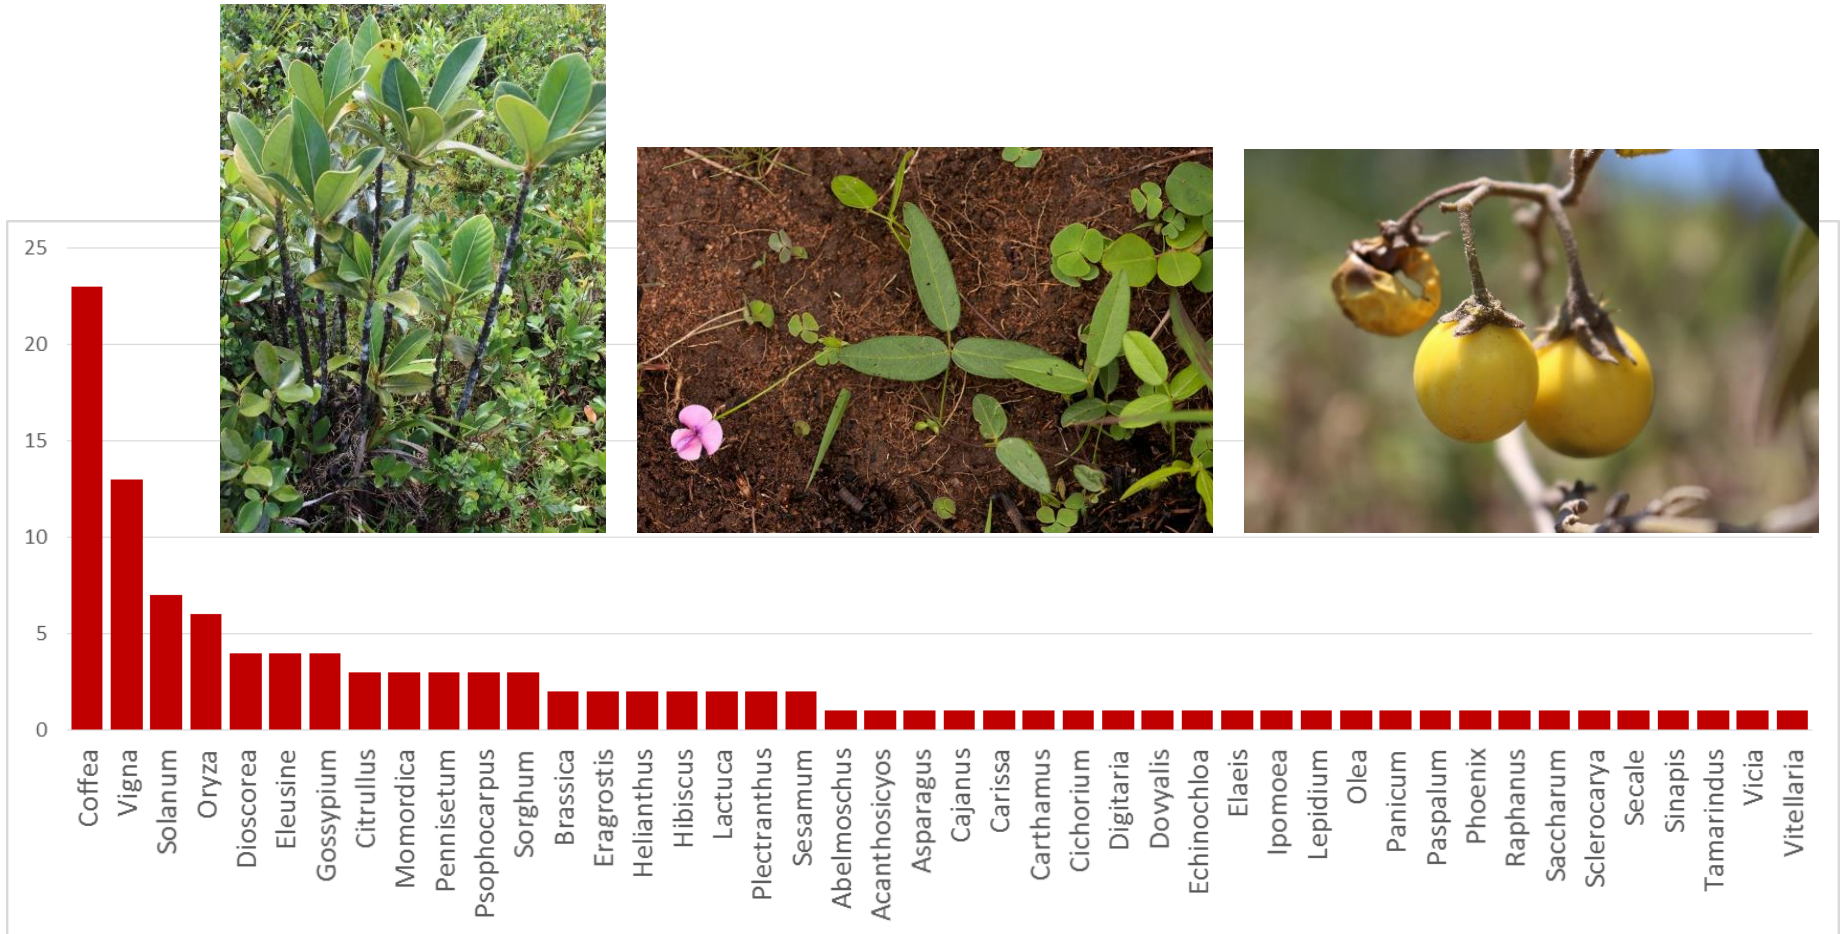 25
20
15
10
5
0
Coffea
Vigna
Solanum
Oryza
Dioscorea
Eleusine
Gossypium
Citrullus
Momordica
Pennisetum
Psophocarpus
Sorghum
Brassica
Eragrostis
Helianthus
Hibiscus
Lactuca
Plectranthus
Sesamum
Abelmoschus
Acanthosicyos
Asparagus
Cajanus
Carissa
Carthamus
Cichorium
Digitaria
Dovyalis
Echinochloa
Elaeis
Ipomoea
Lepidium
Olea
Panicum
Paspalum
Phoenix
Raphanus
Saccharum
Sclerocarya
Secale
Sinapis
Tamarindus
Vicia
Vitellaria